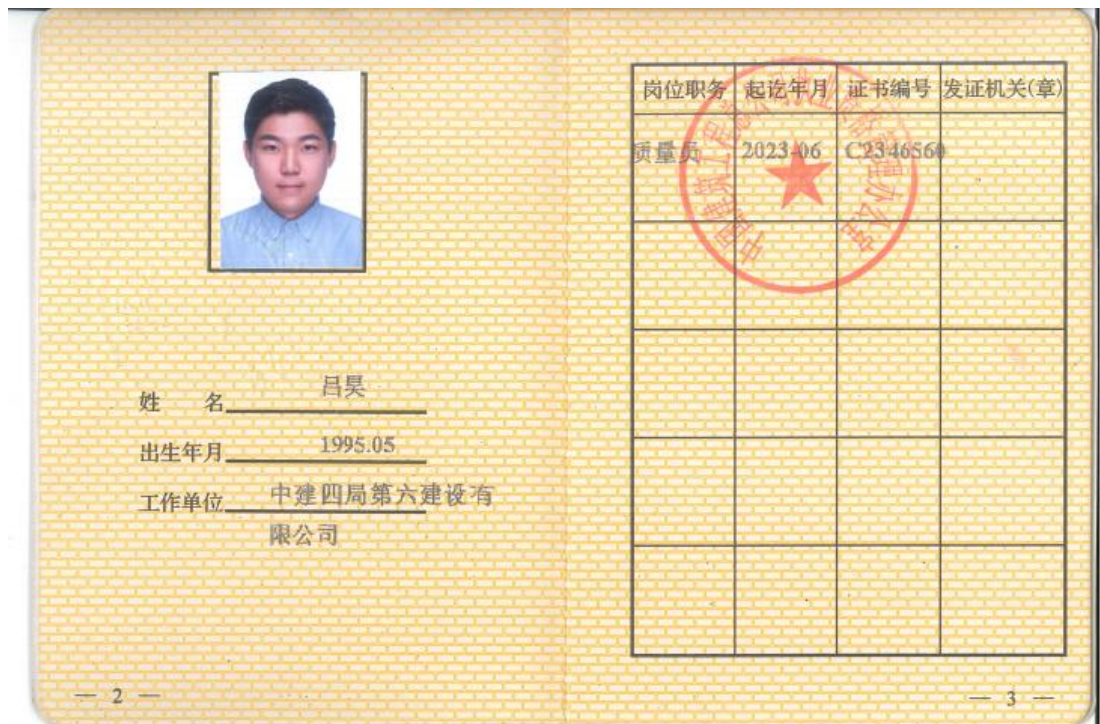 姓 名 吕昊
出生年月 1995.05
工作单位 中建四局第六建设有
限公司
— 2 —
岗位职务 起讫年月 证书编号 发证机关(章)
质量员 2023-06 C2346560
— 3 —